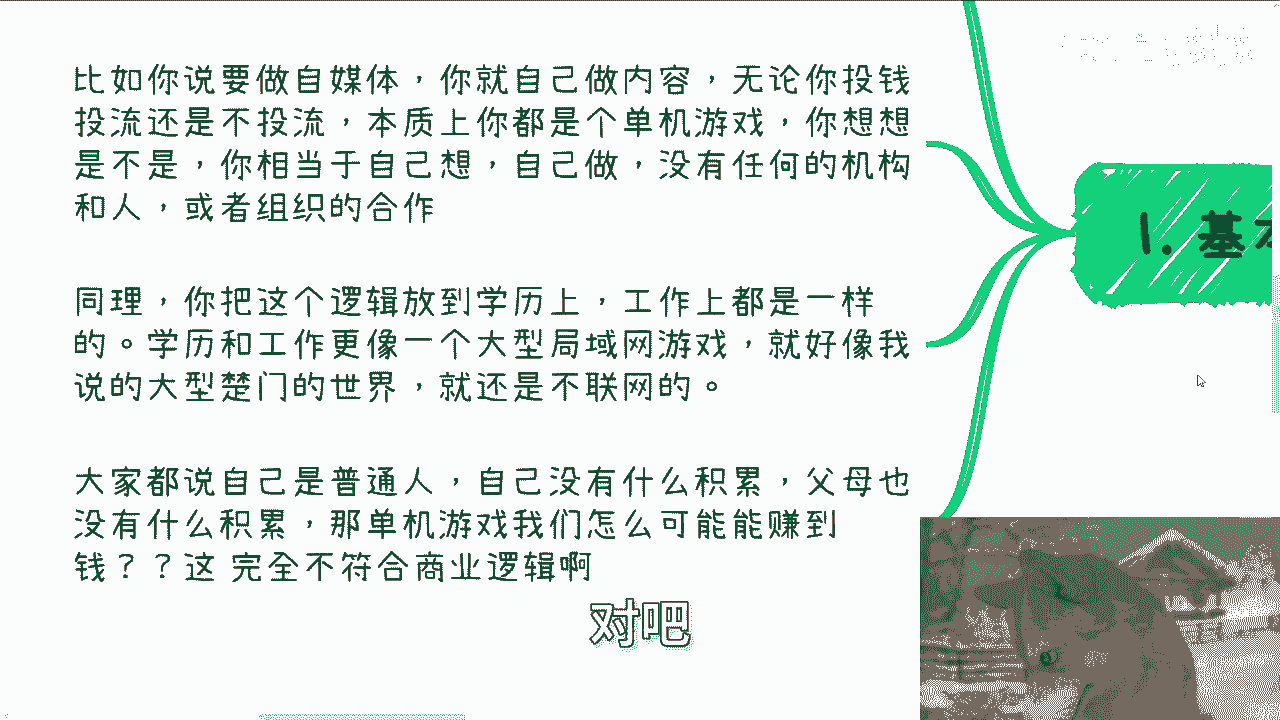 比如你说要做自媒体，你就自己做内容，无论你投钱
投流还是不投流，本质上你都是个单机游戏，你想想
是不是，你相当于自己想，自己做，没有任何的机构
和人，或者组织的合作
同理，你把这个逻辑放到学历上，工作上都是一样
的。学历和工作更像一个大型局域网游戏，就好像我
说的大型楚门的世界，就还是不联网的。
大家都说自己是普通人，自己没有什么积累，父母也
没有什么积累，那单机游戏我们怎么可能能赚到
钱？？这 完全不符合商业逻辑啊
1. 基本
对吧